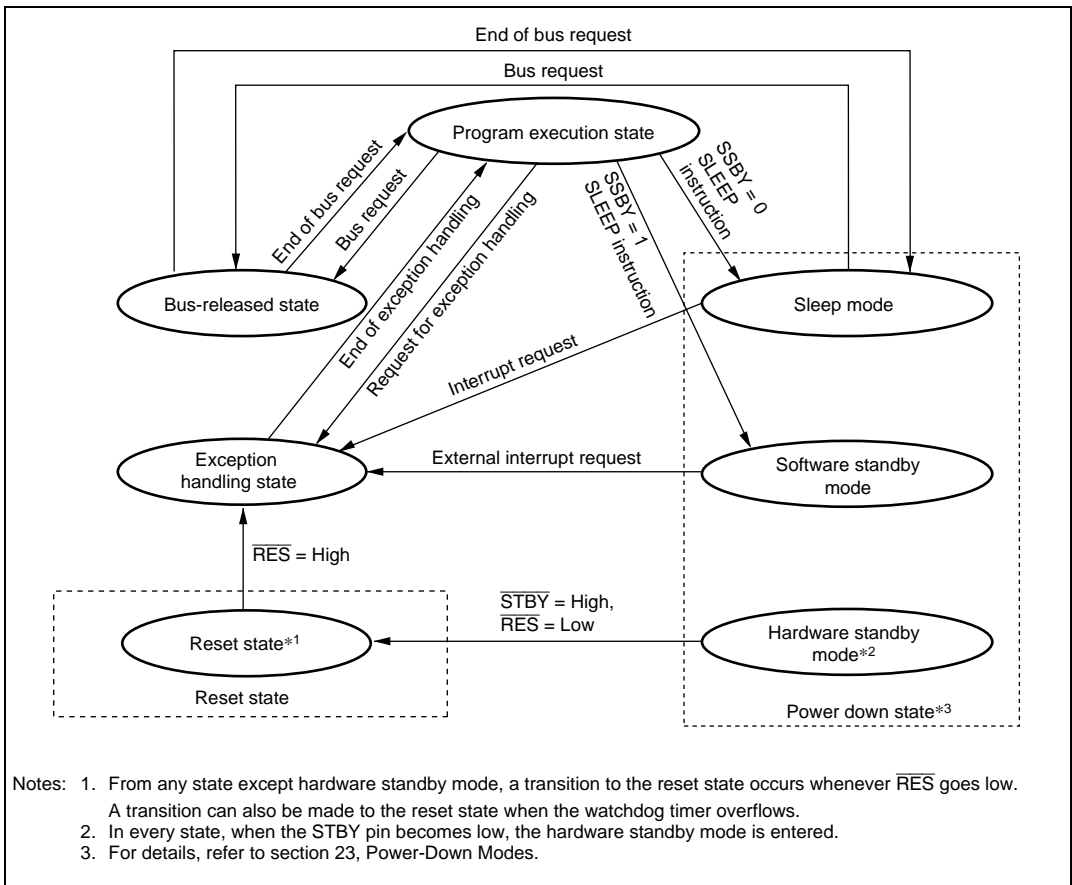 End of bus request
Bus request
Program execution state
End of bus request
Bus request
SSBY = 0
SLEEP
instruction
SSBY = 1
SLEEP instruction
End of exception handling
Request for exception handling
Bus-released state
Sleep mode
Interrupt request
Exception
handling state
External interrupt request
Software standby
mode
R̅E̅S̅ = High
S̅T̅B̅Y̅ = High,
R̅E̅S̅ = Low
Reset state*1
Hardware standby
mode*2
Reset state
Power down state*3
Notes: 1. From any state except hardware standby mode, a transition to the reset state occurs whenever R̅E̅S̅ goes low.
A transition can also be made to the reset state when the watchdog timer overflows.
2. In every state, when the STBY pin becomes low, the hardware standby mode is entered.
3. For details, refer to section 23, Power-Down Modes.